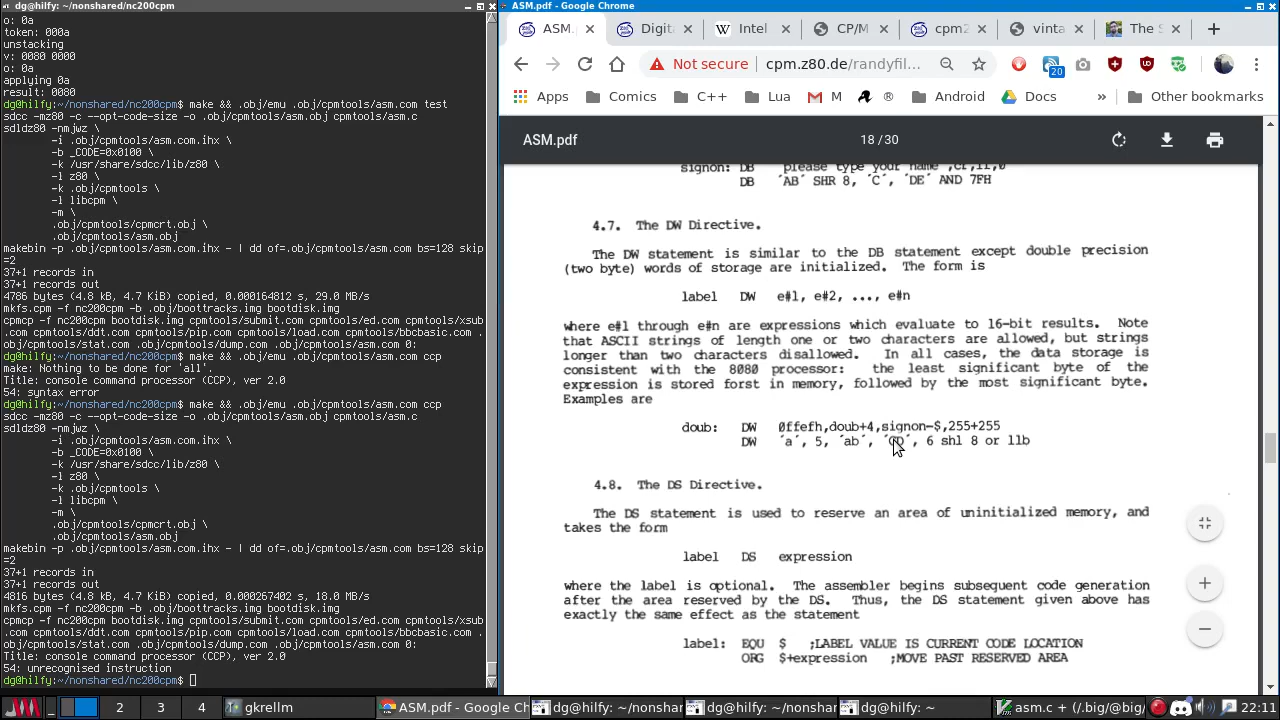 dg@hilfy: ~/nonshared/nc200cpm
o: 0a
token: 000a
unstacking
v: 0080 0000
o: 0a
applying 0a
result: 0080
dg@hilfy:~/nonshared/nc200cpm$ make && .obj/emu .obj/cpmtools/asm.com test
sdcc -mz80 -c --opt-code-size -o .obj/cpmtools/asm.obj cpmtools/asm.c
sdldz80 -nmjwz \
-i .obj/cpmtools/asm.com.ihx \
-b _CODE=0x0100 \
-k /usr/share/sdcc/lib/z80 \
-l z80 \
-k .obj/cpmtools \
-l libcpm \
-m \
.obj/cpmtools/cpmcrt.obj \
.obj/cpmtools/asm.obj
makebin -p .obj/cpmtools/asm.com.ihx - | dd of=.obj/cpmtools/asm.com bs=128 skip
=2
37+1 records in
37+1 records out
4786 bytes (4.8 kB, 4.7 KiB) copied, 0.000164812 s, 29.0 MB/s
mkfs.cpm -f nc200cpm -b .obj/boottracks.img bootdisk.img
cpmcp -f nc200cpm bootdisk.img cpmtools/submit.com cpmtools/ed.com cpmtools/xsub
.com cpmtools/ddt.com cpmtools/pip.com cpmtools/load.com cpmtools/bbcbasic.com .
obj/cpmtools/stat.com .obj/cpmtools/dump.com .obj/cpmtools/asm.com 0:
dg@hilfy:~/nonshared/nc200cpm$ make && .obj/emu .obj/cpmtools/asm.com ccp
make: Nothing to be done for 'all'.
Title: console command processor (CCP), ver 2.0
54: syntax error
dg@hilfy:~/nonshared/nc200cpm$ make && .obj/emu .obj/cpmtools/asm.com ccp
sdcc -mz80 -c --opt-code-size -o .obj/cpmtools/asm.obj cpmtools/asm.c
sdldz80 -nmjwz \
-i .obj/cpmtools/asm.com.ihx \
-b _CODE=0x0100 \
-k /usr/share/sdcc/lib/z80 \
-l z80 \
-k .obj/cpmtools \
-l libcpm \
-m \
.obj/cpmtools/cpmcrt.obj \
.obj/cpmtools/asm.obj
makebin -p .obj/cpmtools/asm.com.ihx - | dd of=.obj/cpmtools/asm.com bs=128 skip
=2
37+1 records in
37+1 records out
4816 bytes (4.8 kB, 4.7 KiB) copied, 0.000267402 s, 18.0 MB/s
mkfs.cpm -f nc200cpm -b .obj/boottracks.img bootdisk.img
cpmcp -f nc200cpm bootdisk.img cpmtools/submit.com cpmtools/ed.com cpmtools/xsub
.com cpmtools/ddt.com cpmtools/pip.com cpmtools/load.com cpmtools/bbcbasic.com .
obj/cpmtools/stat.com .obj/cpmtools/dump.com .obj/cpmtools/asm.com 0:
Title: console command processor (CCP), ver 2.0
54: unrecognised instruction
dg@hilfy:~/nonshared/nc200cpm$
ASM.pdf - Google Chrome
ASM. Digit Intel CP/M cpm2 vinta The S
Not secure cpm.z80.de/randyfil... 20
Apps Comics C++ Lua M Android Docs » Other bookmarks
ASM.pdf 18 / 30
signon: DB ´please type your name´,cr,lf,0
DB ´AB´ SHR 8, ´C´, ´DE´ AND 7FH
4.7. The DW Directive.
The DW statement is similar to the DB statement except double precision
(two byte) words of storage are initialized. The form is
label DW e#1, e#2, ..., e#n
where e#1 through e#n are expressions which evaluate to 16-bit results. Note
that ASCII strings of length one or two characters are allowed, but strings
longer than two characters disallowed. In all cases, the data storage is
consistent with the 8080 processor: the least significant byte of the
expression is stored forst in memory, followed by the most significant byte.
Examples are
doub: DW 0ffefh,doub+4,signon-$,255+255
DW ´a´, 5, ´ab´, ´CD´, 6 shl 8 or 11b
4.8. The DS Directive.
The DS statement is used to reserve an area of uninitialized memory, and
takes the form
label DS expression
where the label is optional. The assembler begins subsequent code generation
after the area reserved by the DS. Thus, the DS statement given above has
exactly the same effect as the statement
label: EQU $ ;LABEL VALUE IS CURRENT CODE LOCATION
ORG $+expression ;MOVE PAST RESERVED AREA
2 3 4 gkrellm ASM.pdf - Google Ch dg@hilfy: ~/nonshar dg@hilfy: ~/nonshar dg@hilfy: ~ asm.c + (/.big/@big/ 22:11